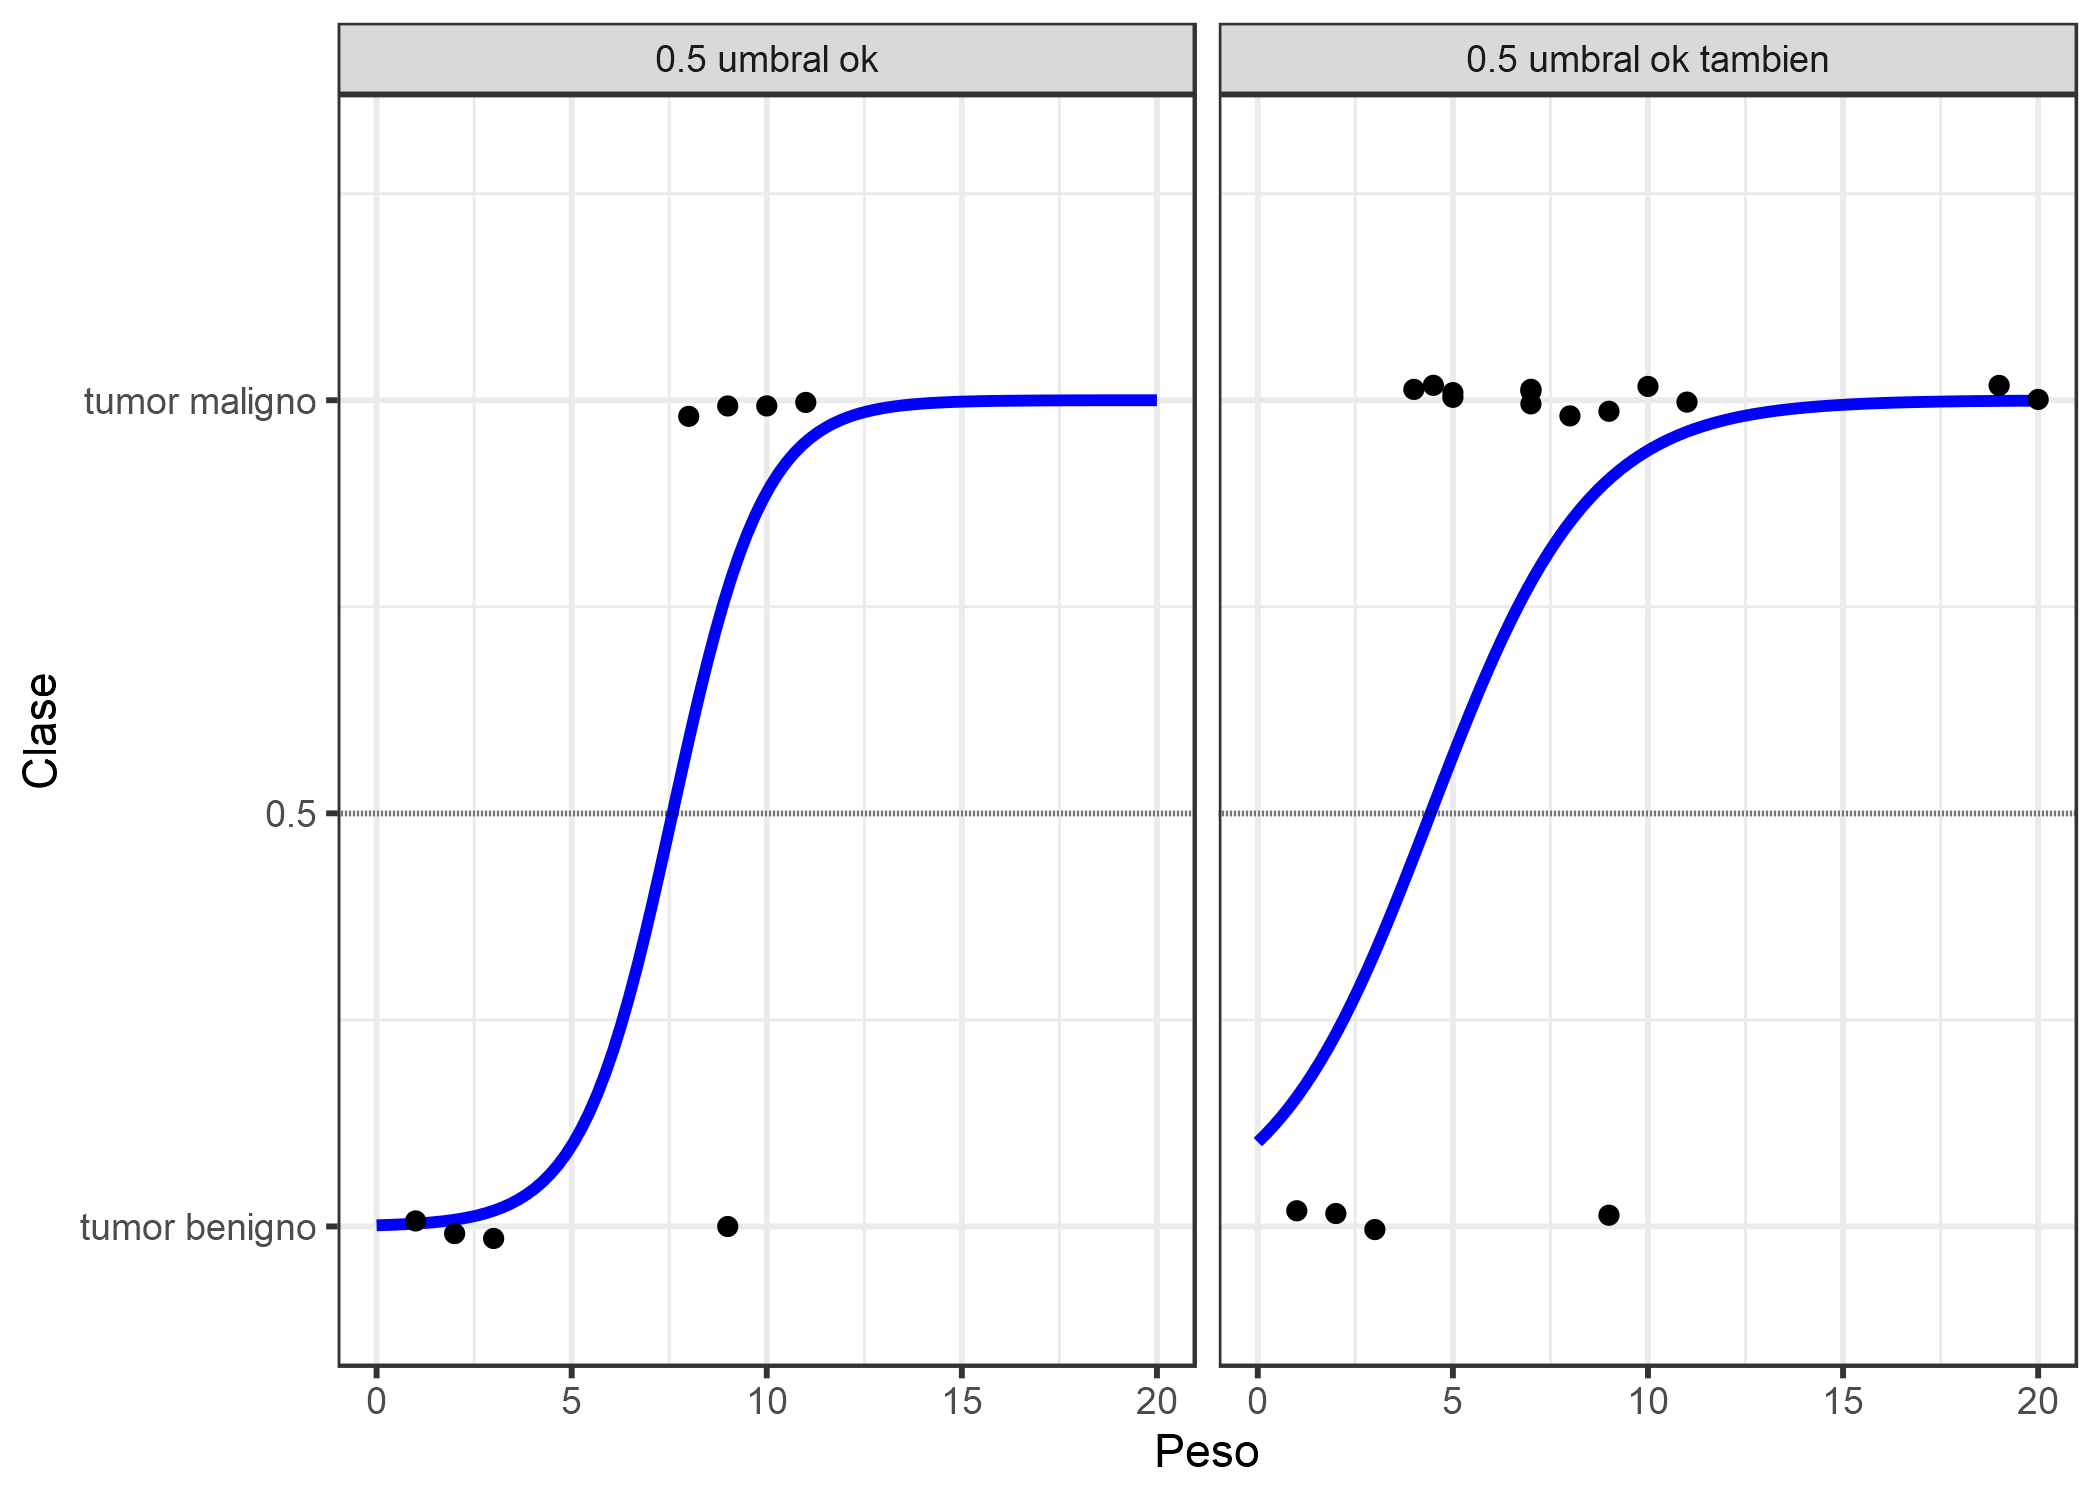 0.5 umbral ok
0.5 umbral ok tambien
Clase
tumor maligno
0.5
tumor benigno
0 5 10 15 20
0 5 10 15 20
Peso